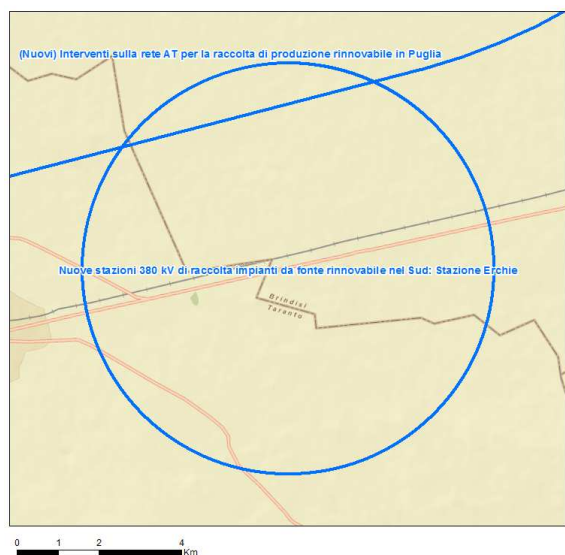 (Nuovi) Interventi sulla rete AT per la raccolta di produzione rinnovabile in Puglia
Nuove stazioni 380 kV di raccolta impianti da fonte rinnovabile nel Sud: Stazione Erchie
Brindisi
Taranto
0 1 2 4
Km